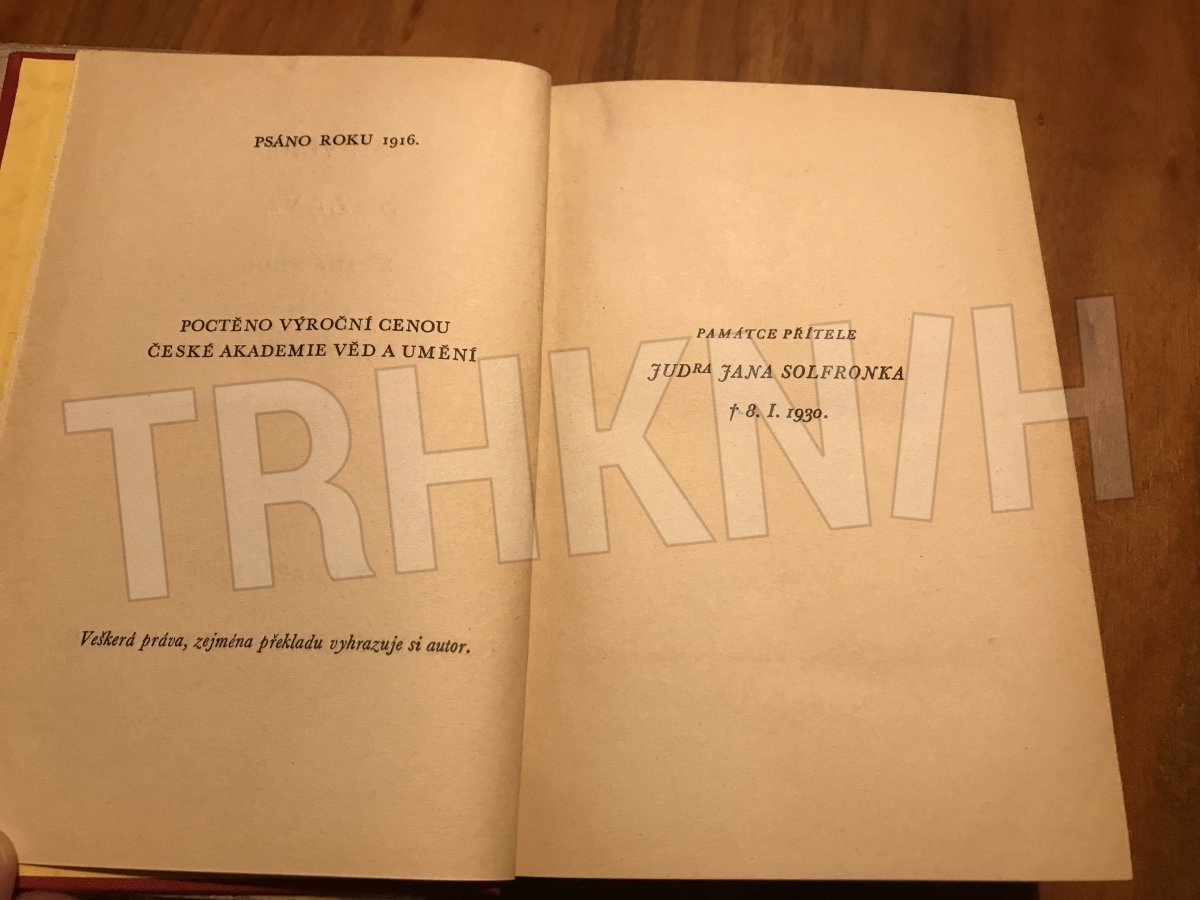 PSÁNO ROKU 1916.
POCTĚNO VÝROČNÍ CENOU
ČESKÉ AKADEMIE VĚD A UMĚNÍ
Veškerá práva, zejména překladu vyhrazuje si autor.
PAMÁTCE PŘÍTELE
JUDRA JANA SOLFRONKA
† 8. I. 1930.
TRHKNIH